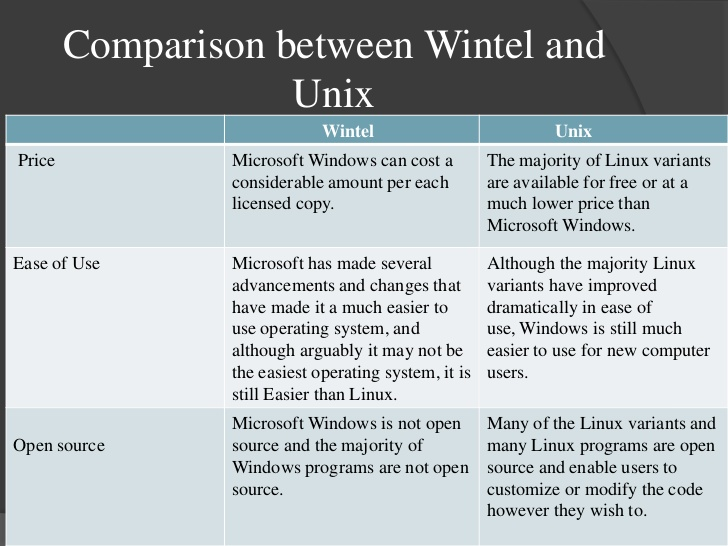 Comparison between Wintel and
Unix
Wintel
Unix
Price
Microsoft Windows can cost a
considerable amount per each
licensed copy.
The majority of Linux variants
are available for free or at a
much lower price than
Microsoft Windows.
Ease of Use
Microsoft has made several
advancements and changes that
have made it a much easier to
use operating system, and
although arguably it may not be
the easiest operating system, it is
still Easier than Linux.
Although the majority Linux
variants have improved
dramatically in ease of
use, Windows is still much
easier to use for new computer
users.
Open source
Microsoft Windows is not open
source and the majority of
Windows programs are not open
source.
Many of the Linux variants and
many Linux programs are open
source and enable users to
customize or modify the code
however they wish to.